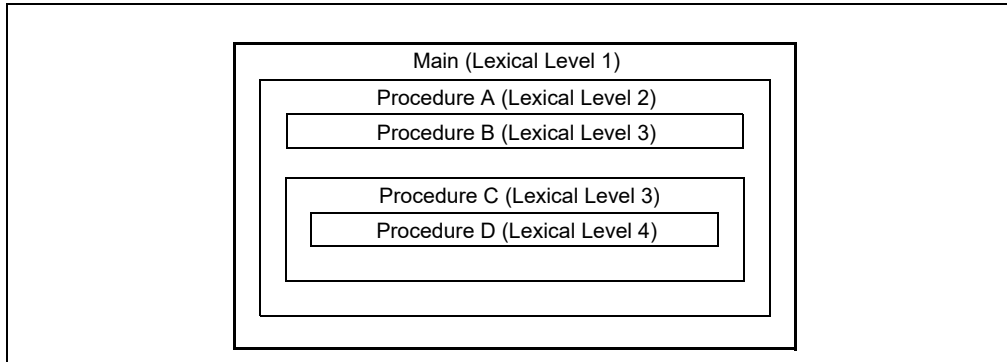 Main (Lexical Level 1)
Procedure A (Lexical Level 2)
Procedure B (Lexical Level 3)
Procedure C (Lexical Level 3)
Procedure D (Lexical Level 4)